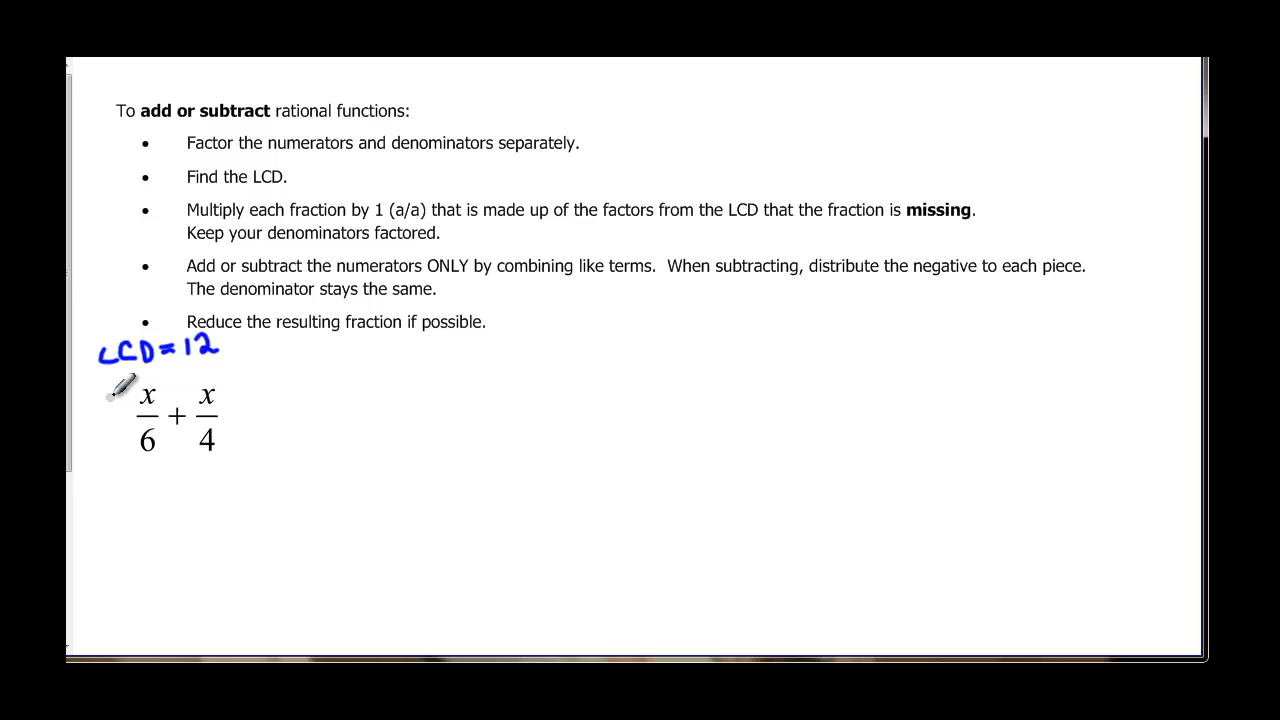 To add or subtract rational functions:
• Factor the numerators and denominators separately.
• Find the LCD.
• Multiply each fraction by 1 (a/a) that is made up of the factors from the LCD that the fraction is missing.
Keep your denominators factored.
• Add or subtract the numerators ONLY by combining like terms.  When subtracting, distribute the negative to each piece.
The denominator stays the same.
• Reduce the resulting fraction if possible.
LCD=12
x/6 + x/4